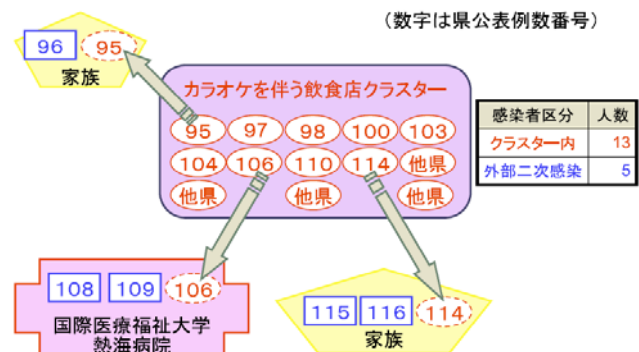 (数字は県公表例数番号)
96 95
家族
カラオケを伴う飲食店クラスター
95 97 98 100 103
104 106 110 114 他県
他県 他県 他県
感染者区分 人数
クラスター内 13
外部二次感染 5
108 109 106
国際医療福祉大学
熱海病院
115 116 114
家族